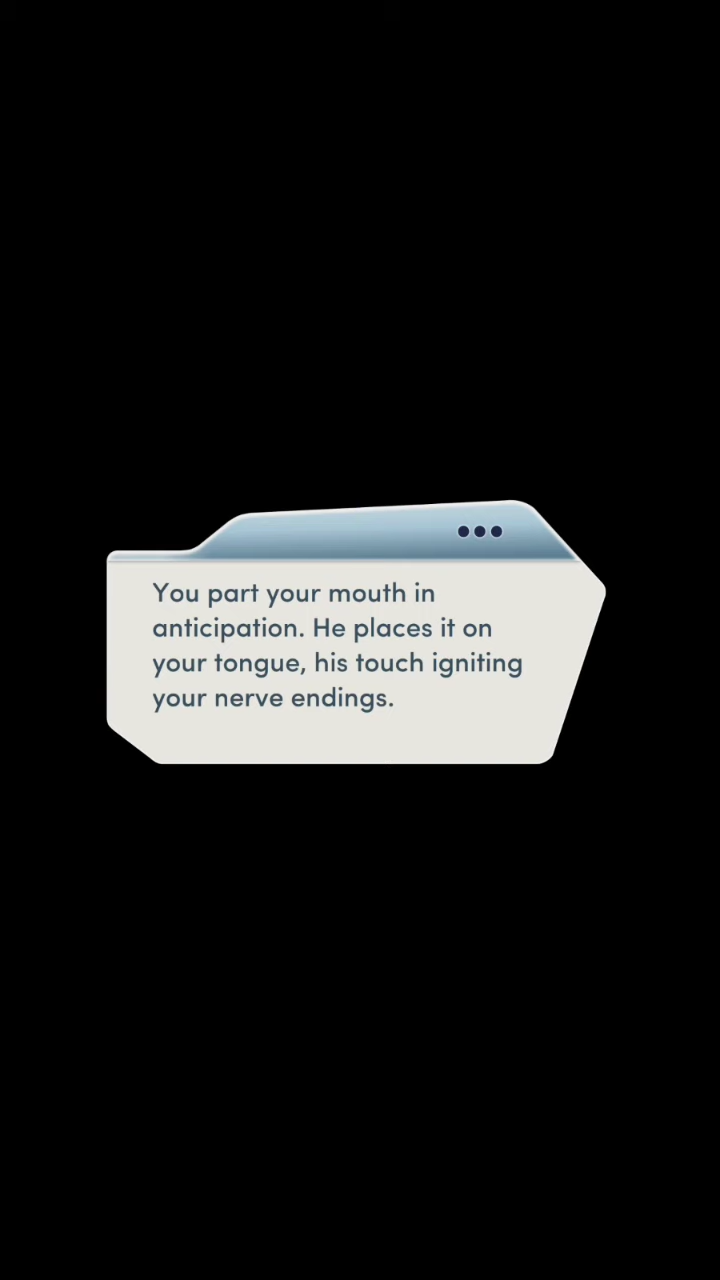 You part your mouth in
anticipation. He places it on
your tongue, his touch igniting
your nerve endings.